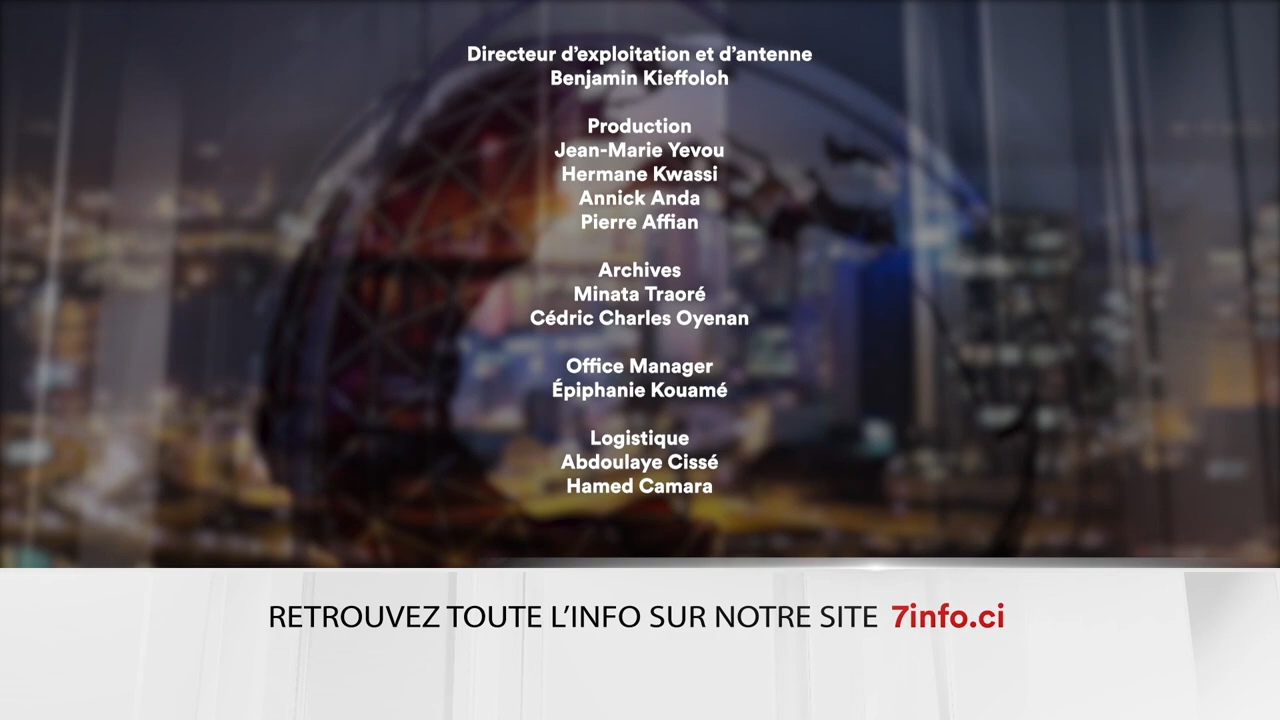 Directeur d’exploitation et d’antenne
Benjamin Kieffoloh
Production
Jean-Marie Yevou
Hermane Kwassi
Annick Anda
Pierre Affian
Archives
Minata Traoré
Cédric Charles Oyenan
Office Manager
Épiphanie Kouamé
Logistique
Abdoulaye Cissé
Hamed Camara
RETROUVEZ TOUTE L’INFO SUR NOTRE SITE 7info.ci